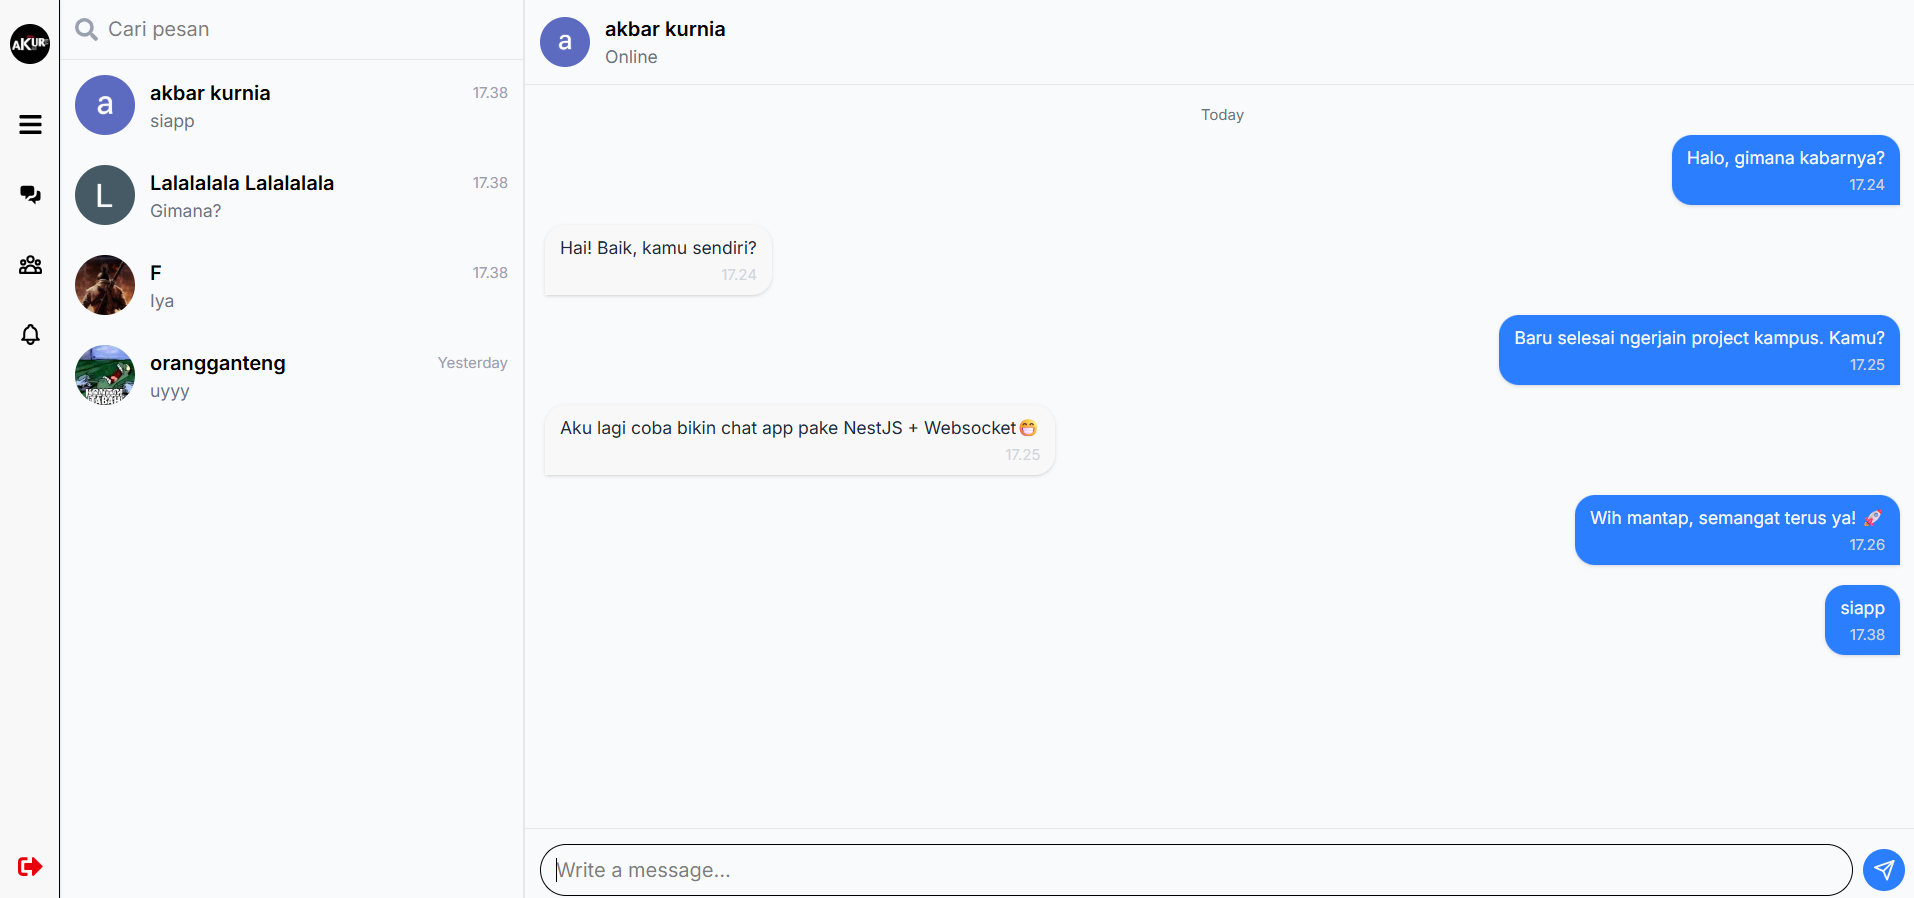 AKUR
Cari pesan
a
akbar kurnia
17.38
siapp
L
Lalalalala Lalalalala
17.38
Gimana?
F
17.38
Iya
orangganteng
Yesterday
uyyy
a
akbar kurnia
Online
Today
Halo, gimana kabarnya?
17.24
Hai! Baik, kamu sendiri?
17.24
Baru selesai ngerjain project kampus. Kamu?
17.25
Aku lagi coba bikin chat app pake NestJS + Websocket😁
17.25
Wih mantap, semangat terus ya! 🚀
17.26
siapp
17.38
Write a message...